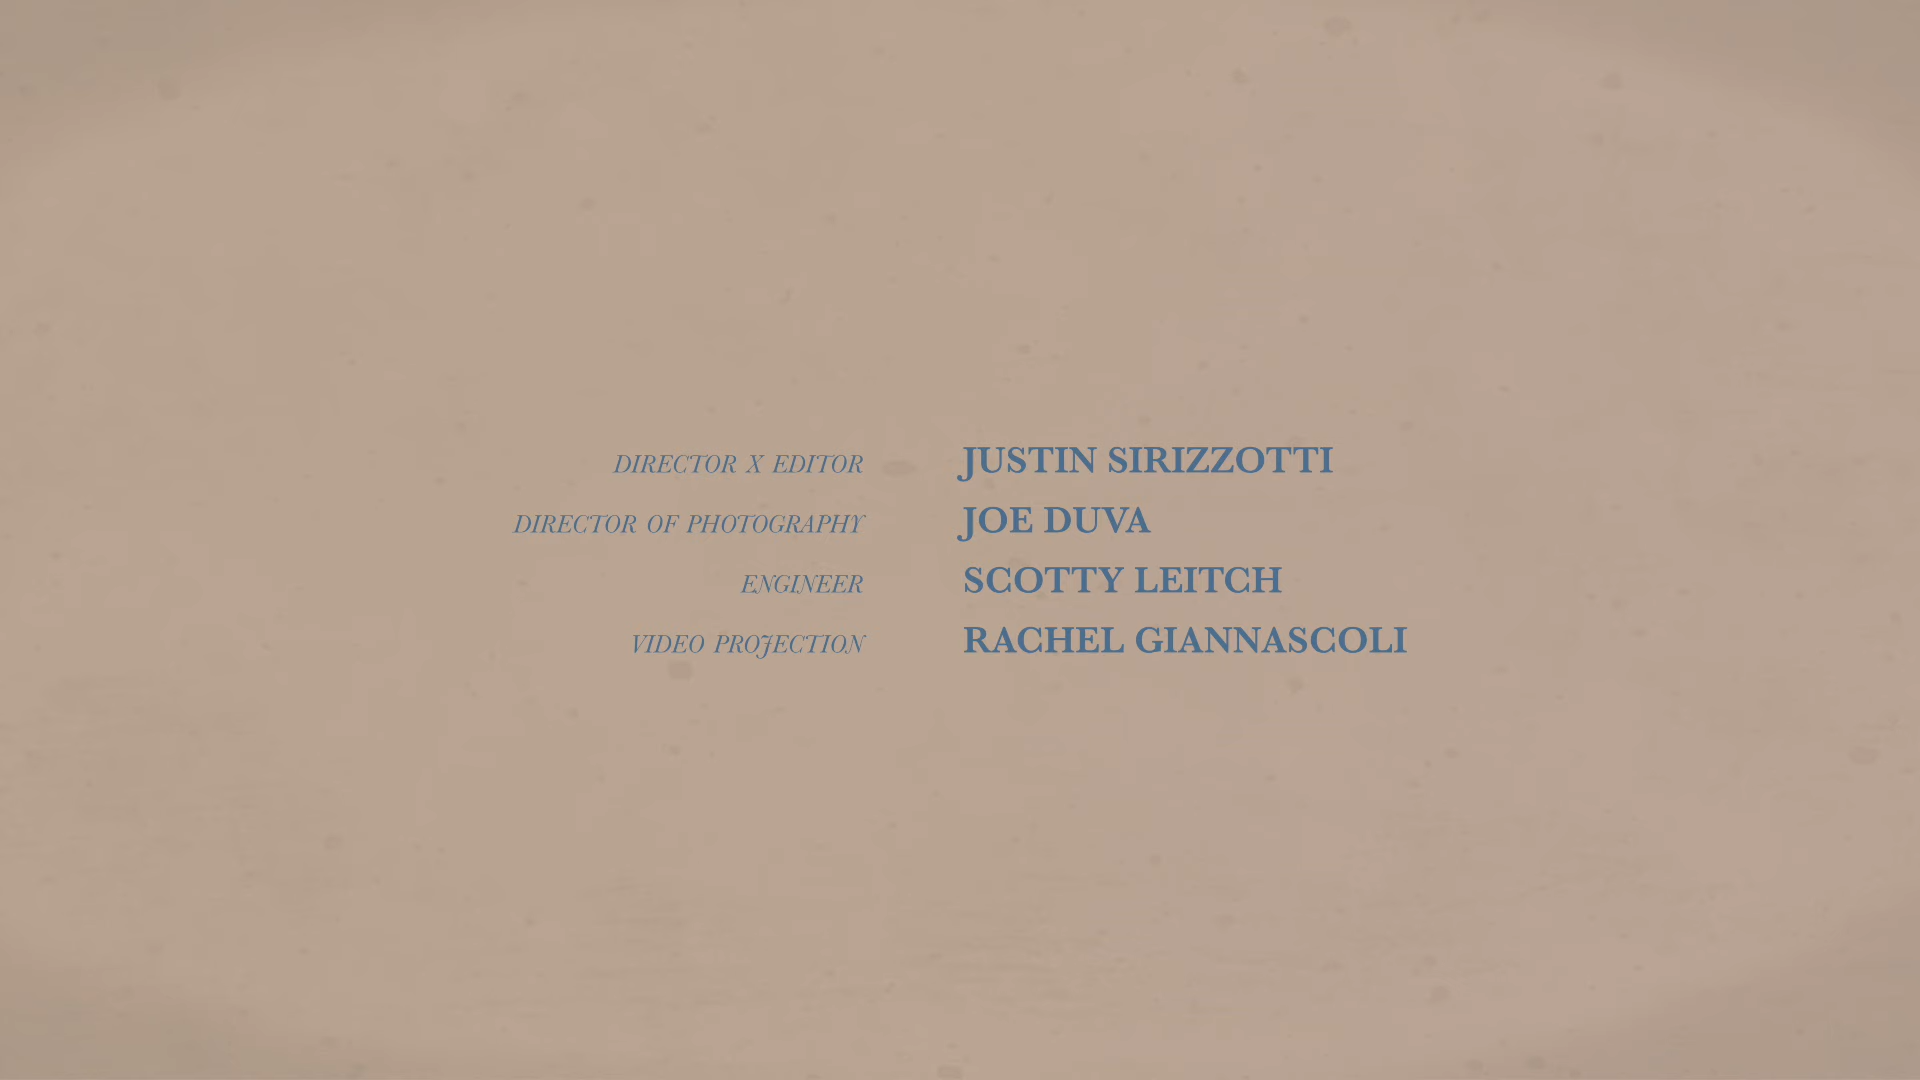 DIRECTOR X EDITOR JUSTIN SIRIZZOTTI
DIRECTOR OF PHOTOGRAPHY JOE DUVA
ENGINEER SCOTTY LEITCH
VIDEO PROJECTION RACHEL GIANNASCOLI